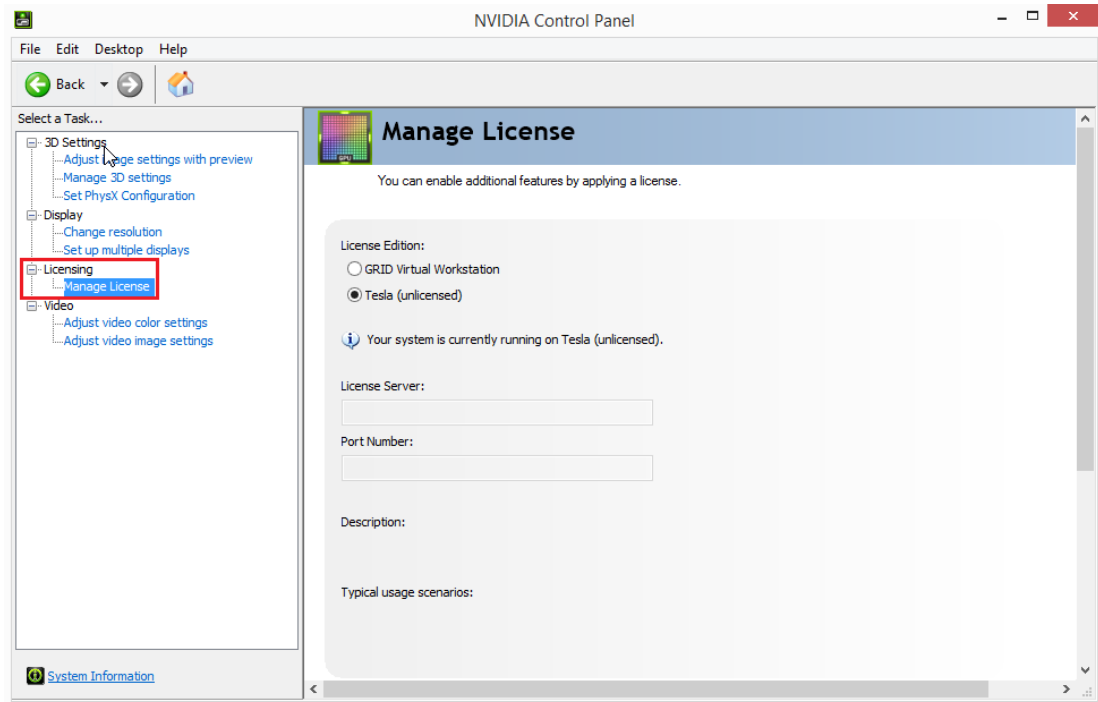 NVIDIA Control Panel
File Edit Desktop Help
Back
Select a Task...
3D Settings
Adjust image settings with preview
Manage 3D settings
Set PhysX Configuration
Display
Change resolution
Set up multiple displays
Licensing
Manage License
Video
Adjust video color settings
Adjust video image settings
System Information
GPU
Manage License
You can enable additional features by applying a license.
License Edition:
GRID Virtual Workstation
Tesla (unlicensed)
Your system is currently running on Tesla (unlicensed).
License Server:
Port Number:
Description:
Typical usage scenarios: